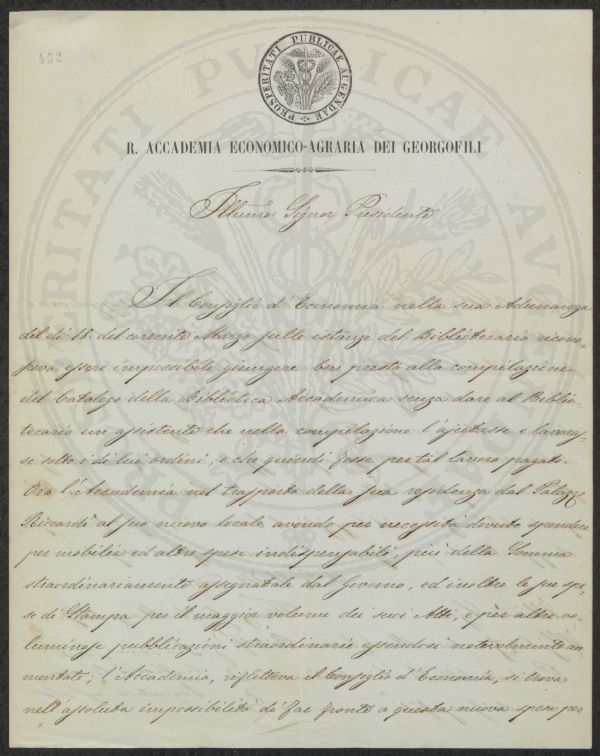 452
PROSPERITATI PUBLICAE AUGENDAE
R. ACCADEMIA ECONOMICO-AGRARIA DEI GEORGOFILI
Illumo Signor Presidente
Il Consiglio d'Economia nella sua Adunanza
del di 11. del corrente Marzo sulle istanze del Bibliotecario ricono-
sceva essere impossibile giungere ben presto alla compilazione
del Catalogo della Biblioteca Accademica senza dare al Biblio-
tecario un assistente che nella compilazione l'ajutasse e lavoras-
se sotto i di lui ordini, e che quindi fosse per tal lavoro pagato.
Ora l'Accademia nel trasporto della sua residenza dal Palazzo
Riccardi al suo nuovo locale avendo per necessità dovuto spendere
per mobilia ed altre spese indispensabili, più della Somma
straordinariamente assegnatale dal Governo, ed inoltre le sue spe-
se di Stampa per il maggior volume dei suoi Atti, e per altre vo-
luminose pubblicazioni straordinarie essendosi notevolmente au-
mentate; l'Accademia, rifletteva il Consiglio d'Economia, si trova
nell'assoluta impossibilità di far fronte a questa nuova spesa per